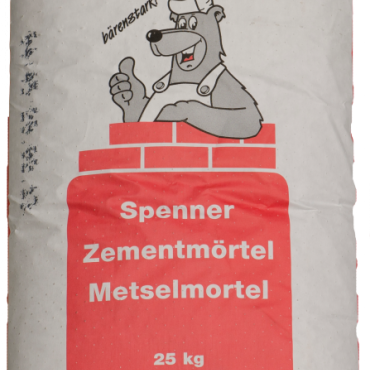 bärenstark!
Spenner
Zementmörtel
Metselmortel
25 kg